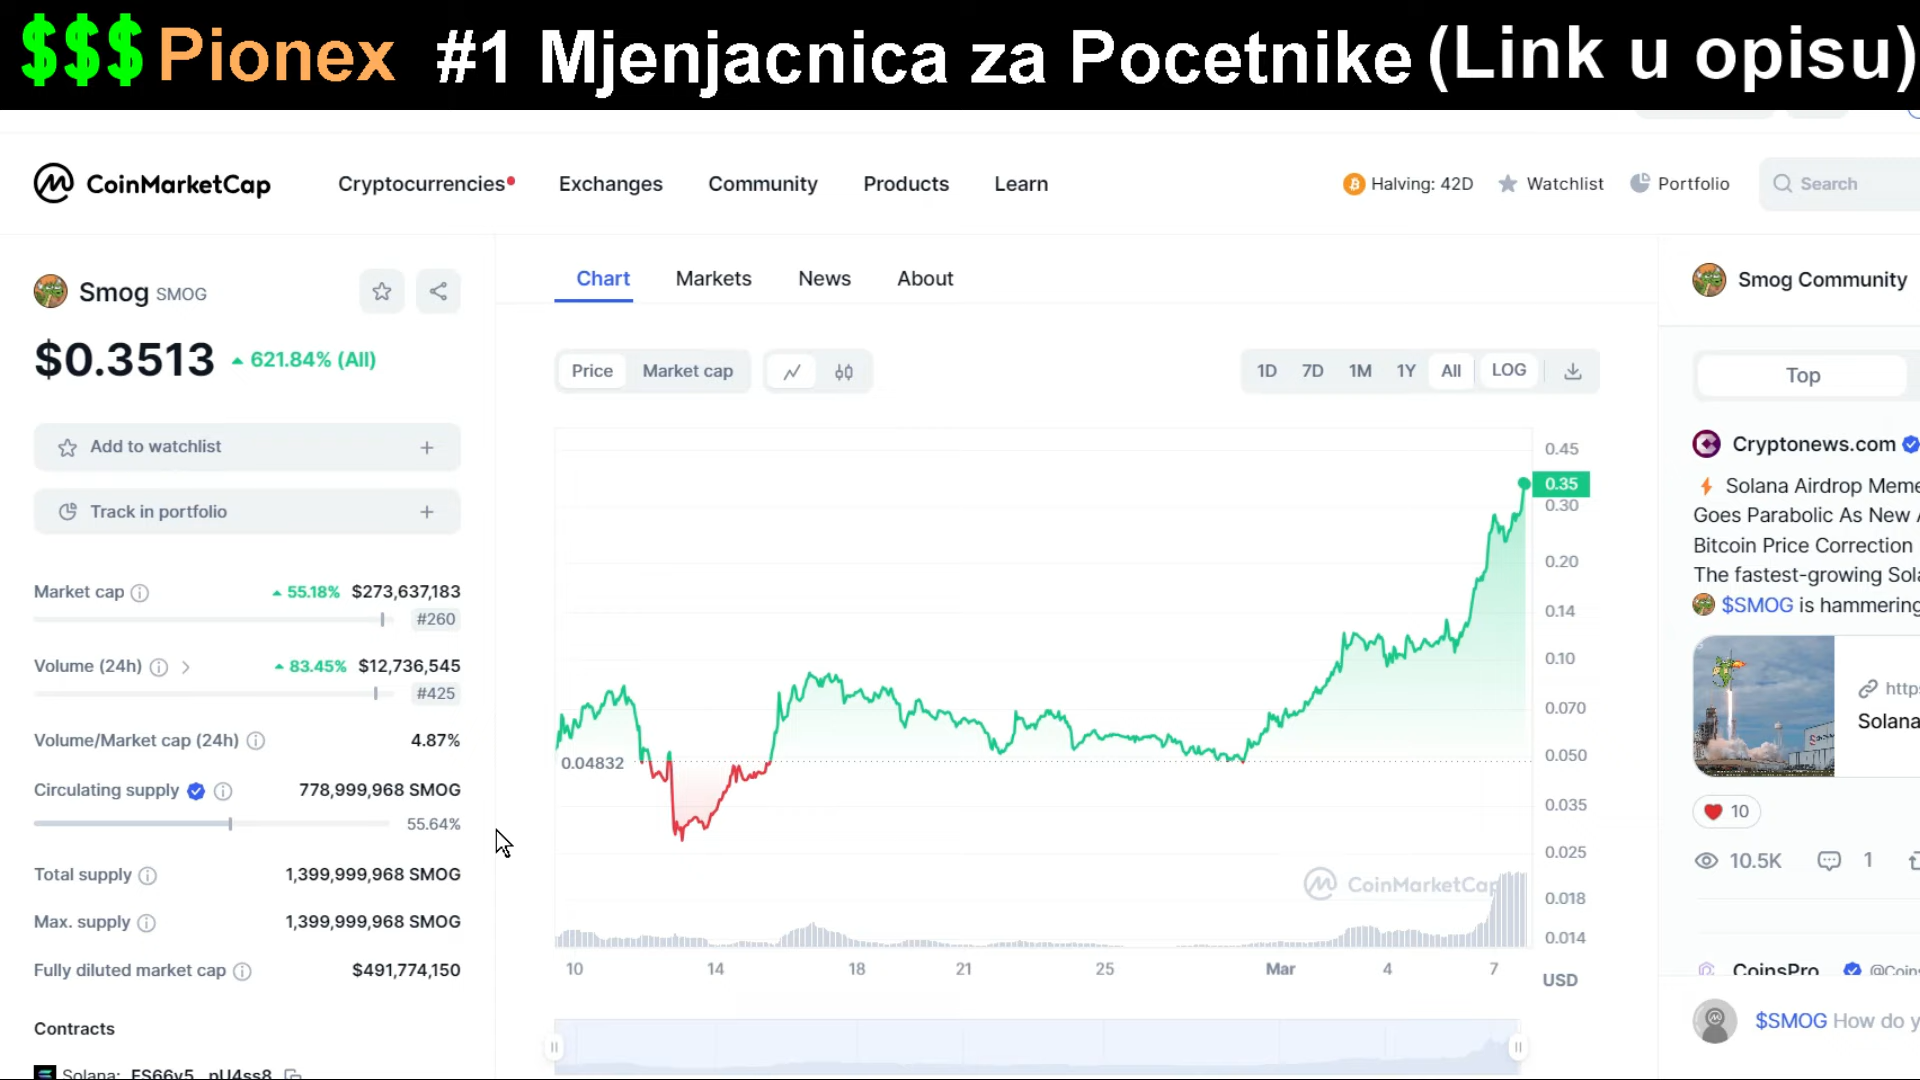 $$$ Pionex #1 Mjenjacnica za Pocetnike (Link u opisu)
CoinMarketCap
Cryptocurrencies
Exchanges
Community
Products
Learn
Halving: 42D
Watchlist
Portfolio
Search
Smog SMOG
$0.3513
621.84% (All)
Add to watchlist +
Track in portfolio +
Market cap
55.18% $273,637,183
#260
Volume (24h)
83.45% $12,736,545
#425
Volume/Market cap (24h)
4.87%
Circulating supply
778,999,968 SMOG
55.64%
Total supply
1,399,999,968 SMOG
Max. supply
1,399,999,968 SMOG
Fully diluted market cap
$491,774,150
Contracts
Solana: FS66v5...pU4ss8
Chart
Markets
News
About
Price
Market cap
1D
7D
1M
1Y
All
LOG
0.45
0.35
0.30
0.20
0.14
0.10
0.070
0.050
0.035
0.025
0.018
0.014
0.04832
CoinMarketCap
10
14
18
21
25
Mar
4
7
USD
Smog Community
Top
Cryptonews.com
Solana Airdrop Meme
Goes Parabolic As New
Bitcoin Price Correction
The fastest-growing Sol
$SMOG is hammering
http
Solana
10
10.5K
1
CoinsPro
@Coin
$SMOG How do y